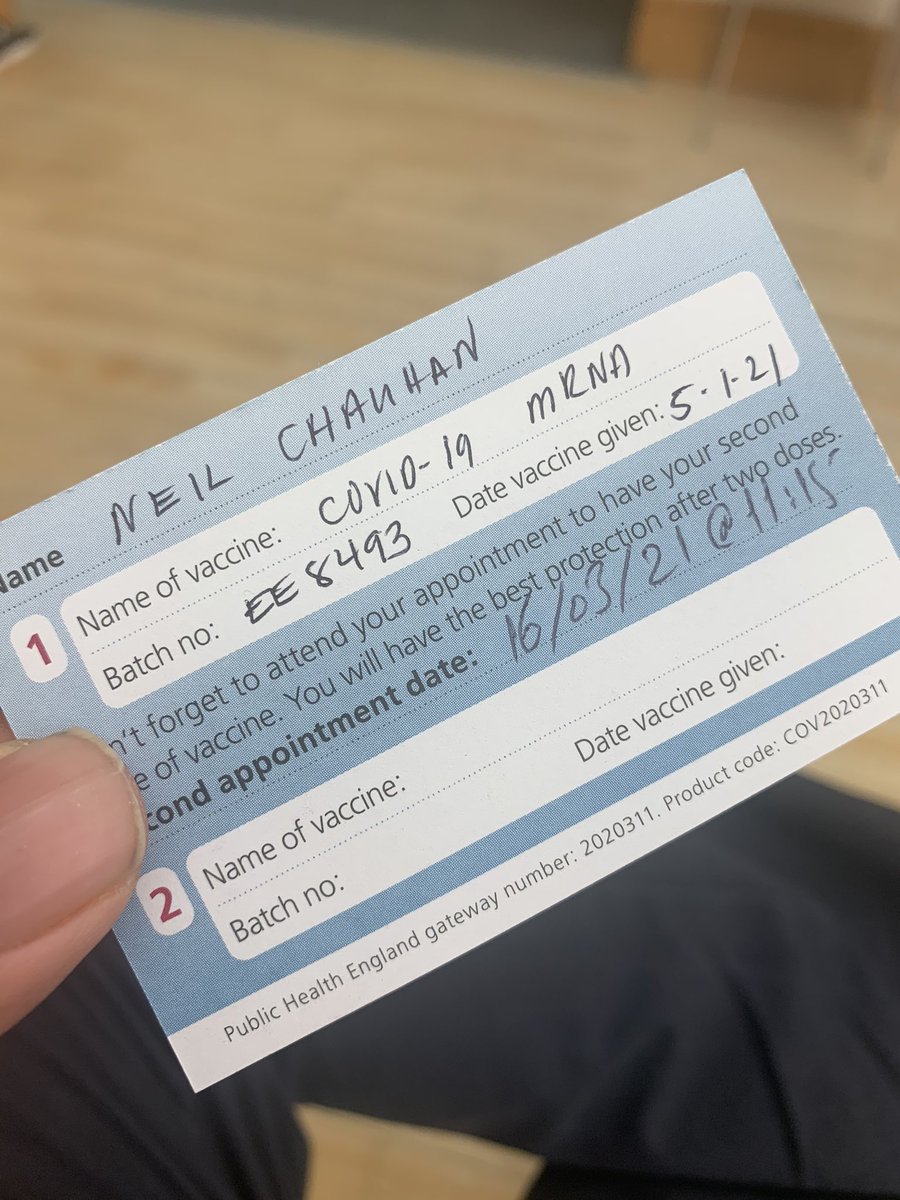 Name NEIL CHAUHAN
1
Name of vaccine: COVID-19 mRNA
Batch no: EE8493 Date vaccine given: 5.1.21
n't forget to attend your appointment to have your second
e of vaccine. You will have the best protection after two doses.
cond appointment date: 16/03/21 @ 11:15
2
Name of vaccine:
Batch no: Date vaccine given:
Public Health England gateway number: 2020311. Product code: COV2020311